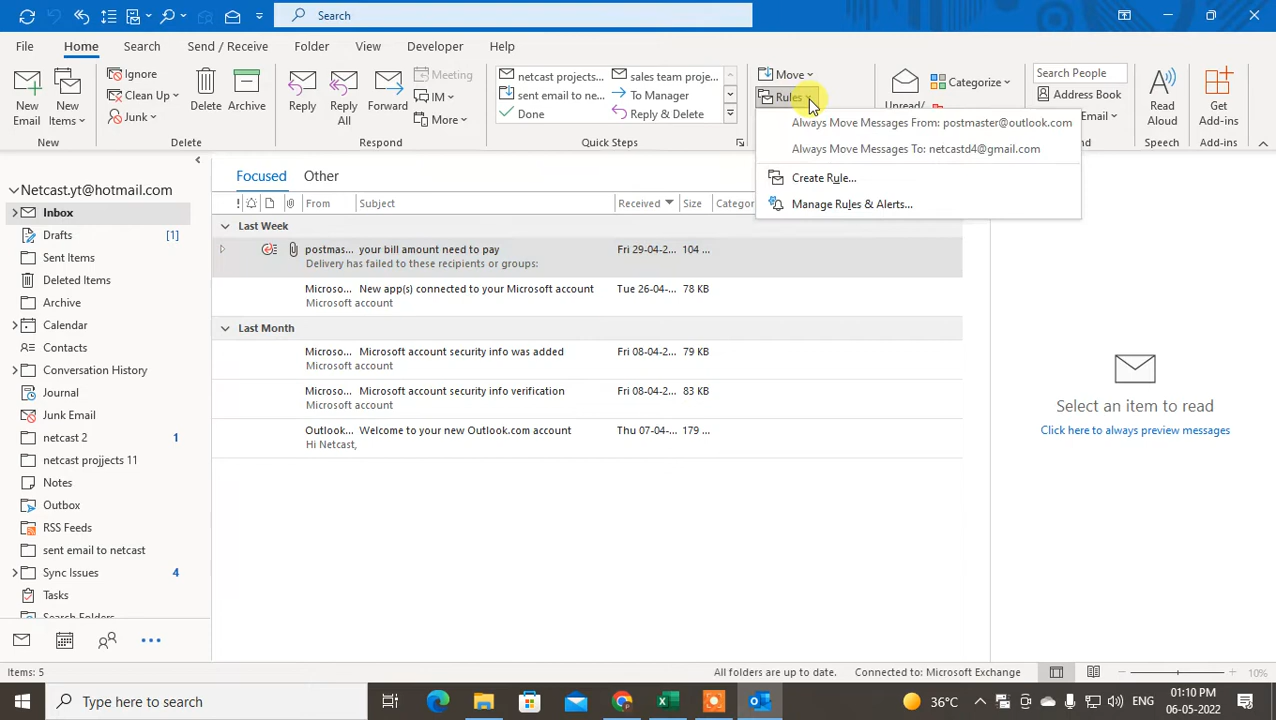 Search
File Home Search Send / Receive Folder View Developer Help
New Email
New Items
Ignore
Clean Up
Junk
Delete
Archive
Delete
Reply
Reply All
Forward
Meeting
IM
More
Respond
netcast projects...
sent email to ne...
Done
sales team proje...
To Manager
Reply & Delete
Quick Steps
Move
Rules
Always Move Messages From: postmaster@outlook.com
Always Move Messages To: netcastd4@gmail.com
Create Rule...
Manage Rules & Alerts...
Unread/
Categorize
Search People
Address Book
Email
Read Aloud
Speech
Get Add-ins
Add-ins
Netcast.yt@hotmail.com
Inbox
Drafts [1]
Sent Items
Deleted Items
Archive
Calendar
Contacts
Conversation History
Journal
Junk Email
netcast 2 1
netcast projjects 11
Notes
Outbox
RSS Feeds
sent email to netcast
Sync Issues 4
Tasks
Search Folders
Focused Other
From Subject Received Size Categ
Last Week
postmas... your bill amount need to pay Fri 29-04-2... 104 ...
Delivery has failed to these recipients or groups:
Microso... New app(s) connected to your Microsoft account Tue 26-04-... 78 KB
Microsoft account
Last Month
Microso... Microsoft account security info was added Fri 08-04-2... 79 KB
Microsoft account
Microso... Microsoft account security info verification Fri 08-04-2... 83 KB
Microsoft account
Outlook... Welcome to your new Outlook.com account Thu 07-04-... 179 ...
Hi Netcast,
Select an item to read
Click here to always preview messages
Items: 5
All folders are up to date. Connected to: Microsoft Exchange 10%
Type here to search
36°C
ENG
01:10 PM
06-05-2022